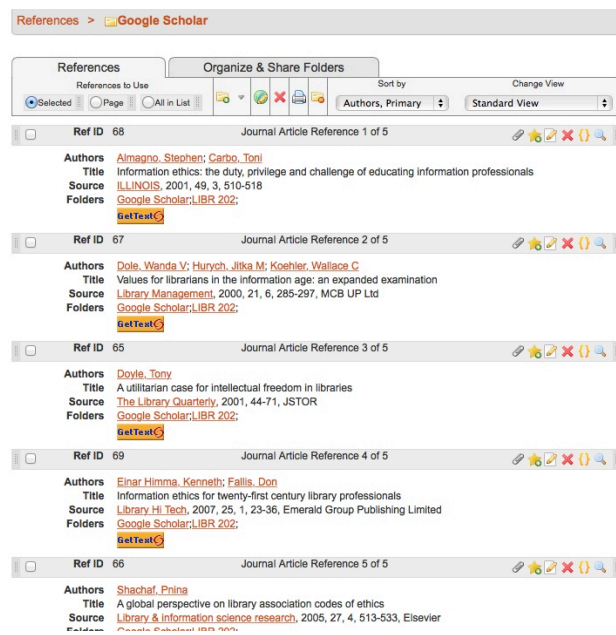 References > Google Scholar
References Organize & Share Folders
References to Use Sort by Change View
Selected Page All in List Authors, Primary Standard View
Ref ID 68 Journal Article Reference 1 of 5
Authors Almagno, Stephen; Carbo, Toni
Title Information ethics: the duty, privilege and challenge of educating information professionals
Source ILLINOIS, 2001, 49, 3, 510-518
Folders Google Scholar;LIBR 202;
GetText
Ref ID 67 Journal Article Reference 2 of 5
Authors Dole, Wanda V; Hurych, Jitka M; Koehler, Wallace C
Title Values for librarians in the information age: an expanded examination
Source Library Management, 2000, 21, 6, 285-297, MCB UP Ltd
Folders Google Scholar;LIBR 202;
GetText
Ref ID 65 Journal Article Reference 3 of 5
Authors Doyle, Tony
Title A utilitarian case for intellectual freedom in libraries
Source The Library Quarterly, 2001, 44-71, JSTOR
Folders Google Scholar;LIBR 202;
GetText
Ref ID 69 Journal Article Reference 4 of 5
Authors Einar Himma, Kenneth; Fallis, Don
Title Information ethics for twenty-first century library professionals
Source Library Hi Tech, 2007, 25, 1, 23-36, Emerald Group Publishing Limited
Folders Google Scholar;LIBR 202;
GetText
Ref ID 66 Journal Article Reference 5 of 5
Authors Shachaf, Pnina
Title A global perspective on library association codes of ethics
Source Library & information science research, 2005, 27, 4, 513-533, Elsevier
Folders Google Scholar;LIBR 202;